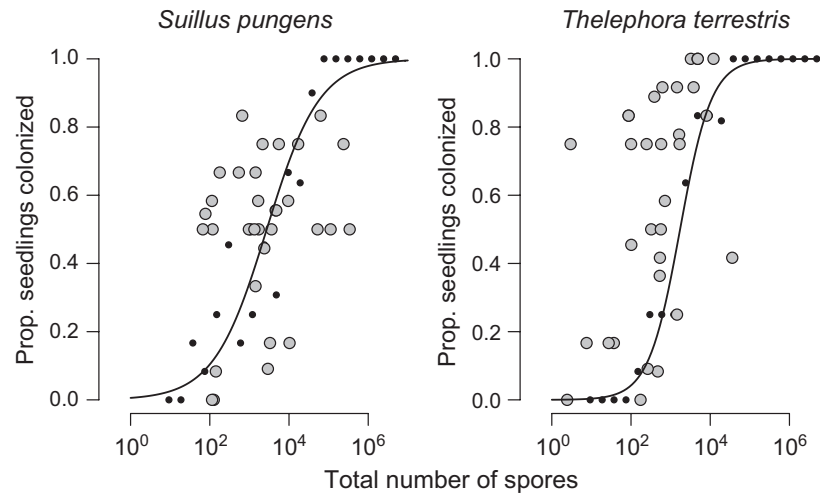 Suillus pungens
Thelephora terrestris
Prop. seedlings colonized
1.0
0.8
0.6
0.4
0.2
0.0
10^0 10^2 10^4 10^6
Prop. seedlings colonized
1.0
0.8
0.6
0.4
0.2
0.0
10^0 10^2 10^4 10^6
Total number of spores